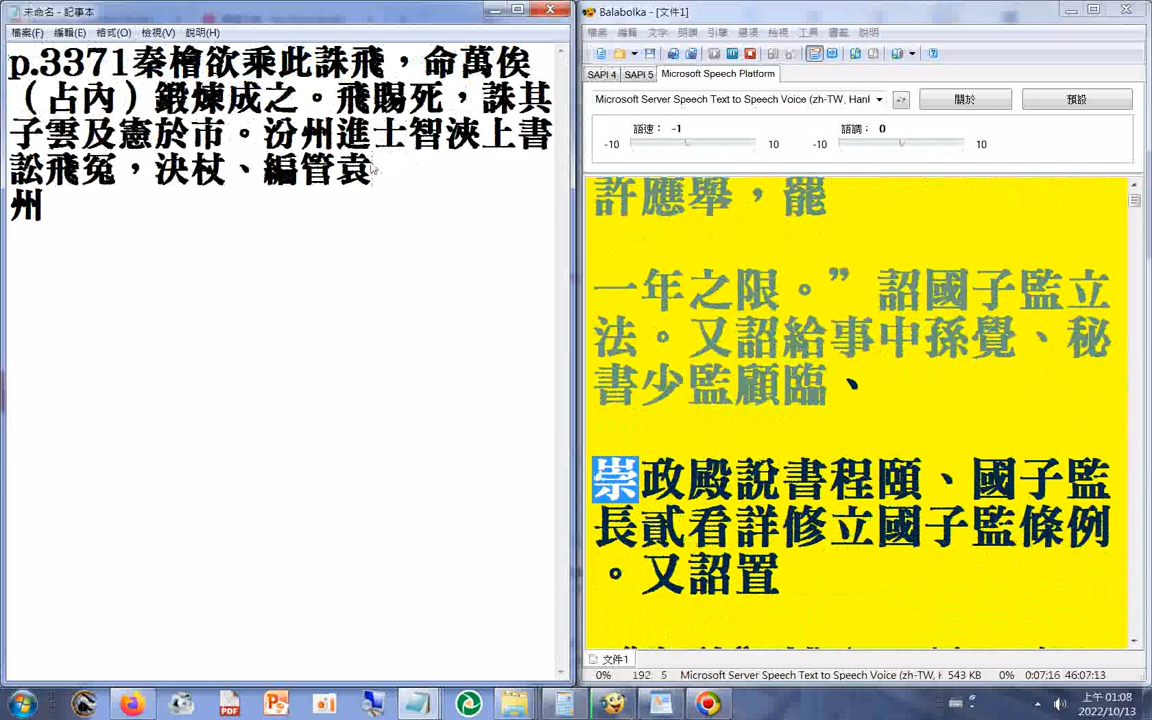 未命名 - 記事本
檔案(F) 編輯(E) 格式(O) 檢視(V) 說明(H)
p.3371秦檜欲乘此誅飛，命萬俟
（占內）鍛煉成之。飛賜死，誅其
子雲及憲於市。汾州進士智浹上書
訟飛冤，決杖、編管袁
州
Balabolka - [文件1]
檔案 編輯 文字 朗讀 引擎 選項 檢視 工具 書籤 說明
SAPI 4 SAPI 5 Microsoft Speech Platform
Microsoft Server Speech Text to Speech Voice (zh-TW, Hanl
關於 預設
語速： -1 語調： 0
-10 10 -10 10
許應舉，罷
一年之限。”詔國子監立
法。又詔給事中孫覺、秘
書少監顧臨、
崇政殿說書程頤、國子監
長貳看詳修立國子監條例
。又詔置
文件1
0% 192: 5 Microsoft Server Speech Text to Speech Voice (zh-TW, H 543 KB 0% 0:07:16 46:07:13
上午 01:08
2022/10/13